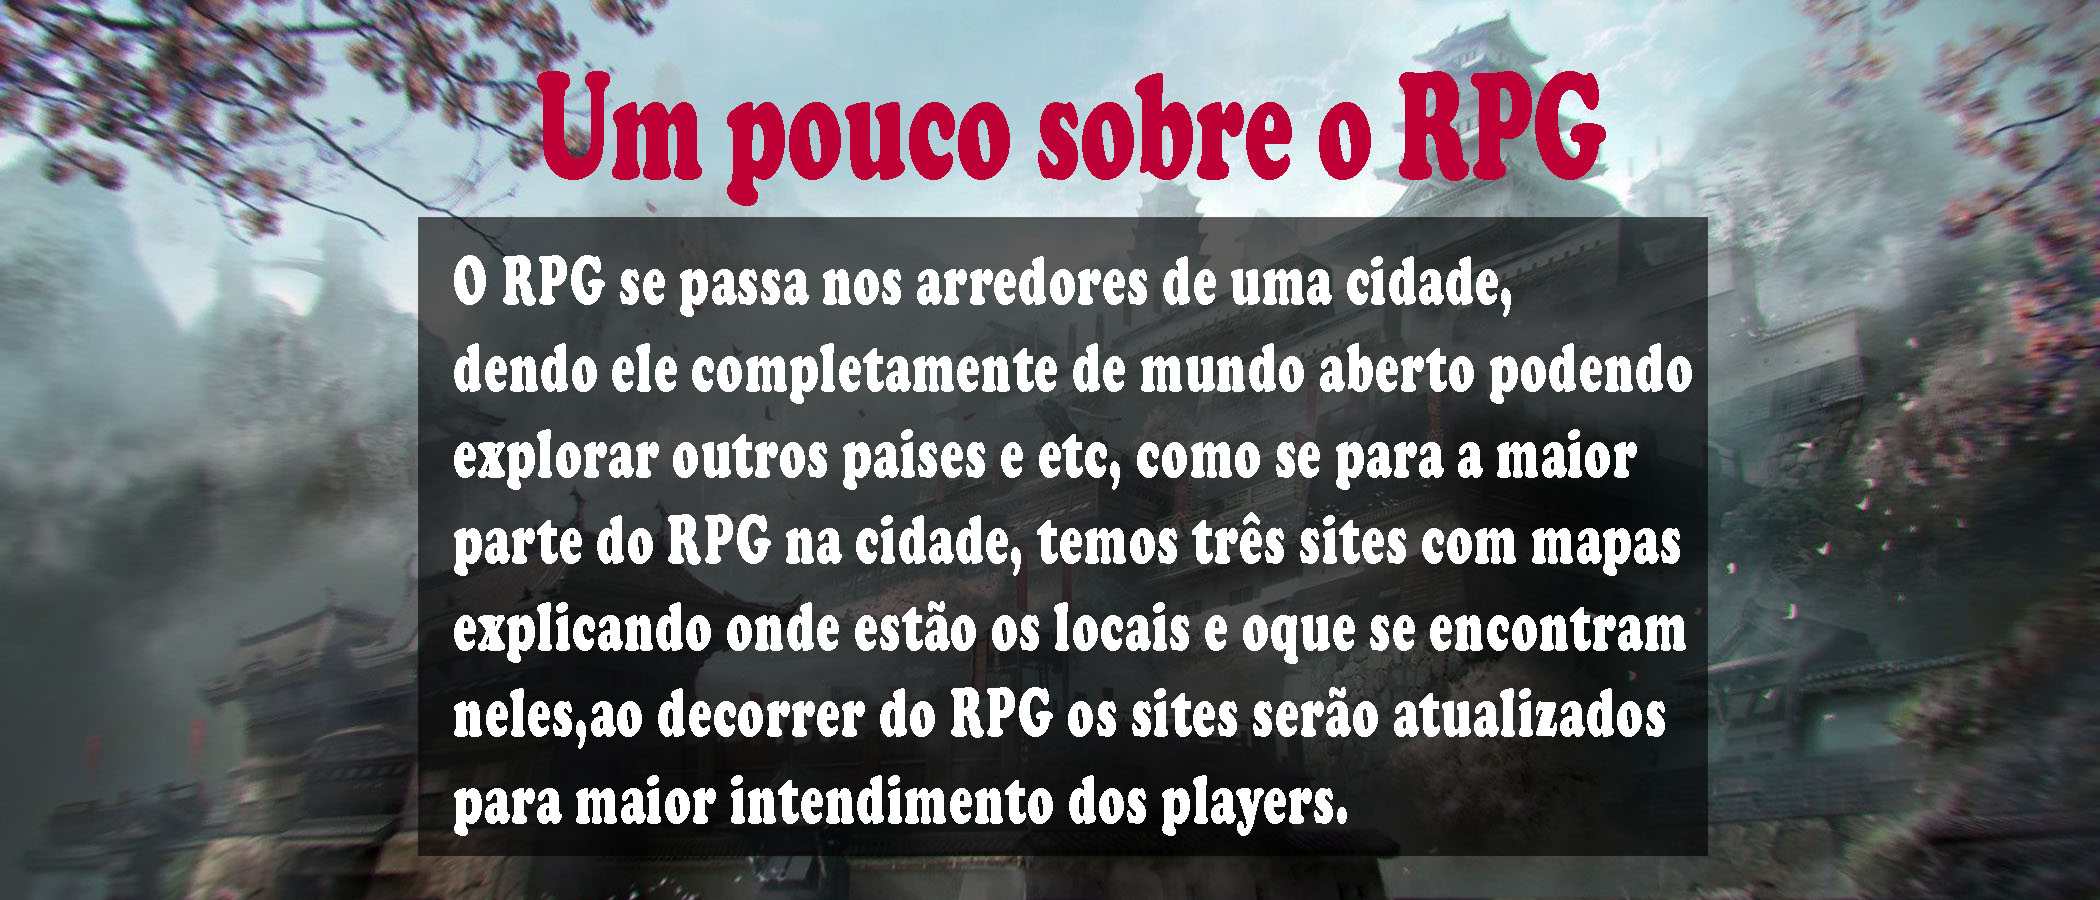 Um pouco sobre o RPG
O RPG se passa nos arredores de uma cidade,
dendo ele completamente de mundo aberto podendo
explorar outros paises e etc, como se para a maior
parte do RPG na cidade, temos três sites com mapas
explicando onde estão os locais e oque se encontram
neles,ao decorrer do RPG os sites serão atualizados
para maior intendimento dos players.